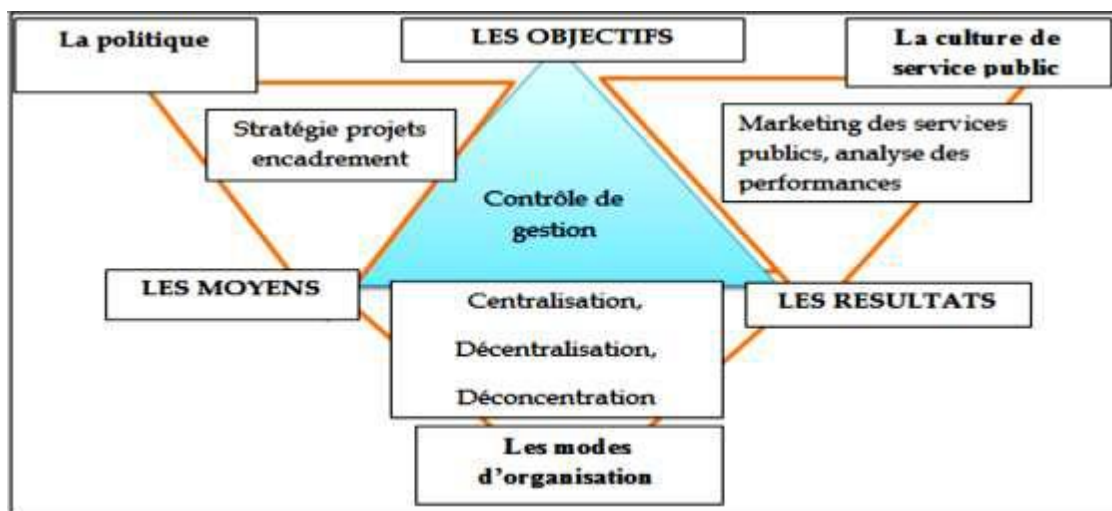 La politique
LES OBJECTIFS
La culture de
service public
Stratégie projets
encadrement
Marketing des services
publics, analyse des
performances
Contrôle de
gestion
LES MOYENS
LES RESULTATS
Centralisation,
Décentralisation,
Déconcentration
Les modes
d’organisation